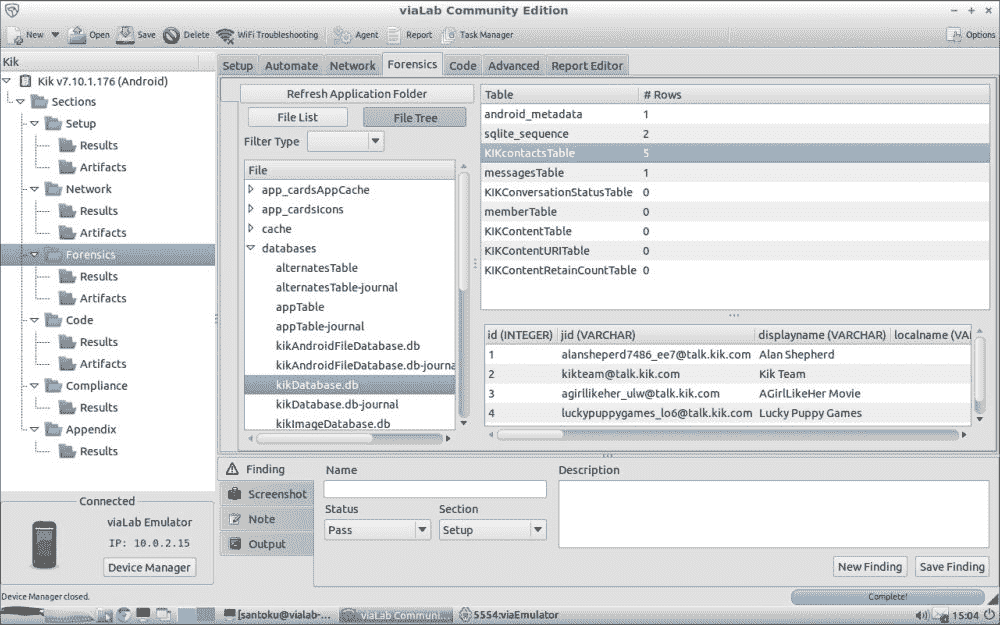 viaLab Community Edition
New Open Save Delete WiFi Troubleshooting Agent Report Task Manager Options
Kik
Kik v7.10.1.176 (Android)
Sections
Setup
Results
Artifacts
Network
Results
Artifacts
Forensics
Results
Artifacts
Code
Results
Artifacts
Compliance
Results
Appendix
Results
Connected
viaLab Emulator
IP: 10.0.2.15
Device Manager
Device Manager closed.
Setup Automate Network Forensics Code Advanced Report Editor
Refresh Application Folder
File List File Tree
Filter Type
File
app_cardsAppCache
app_cardsIcons
cache
databases
alternatesTable
alternatesTable-journal
appTable
appTable-journal
kikAndroidFileDatabase.db
kikAndroidFileDatabase.db-journa
kikDatabase.db
kikDatabase.db-journal
kikImageDatabase.db
Table # Rows
android_metadata 1
sqlite_sequence 2
KIKcontactsTable 5
messagesTable 1
KIKConversationStatusTable 0
memberTable 0
KIKContentTable 0
KIKContentURITable 0
KIKContentRetainCountTable 0
id (INTEGER) jid (VARCHAR) displayname (VARCHAR) localname (VAI
1 alansheperd7486_ee7@talk.kik.com Alan Shepherd
2 kikteam@talk.kik.com Kik Team
3 agirllikeher_ulw@talk.kik.com AGirlLikeHer Movie
4 luckypuppygames_lo6@talk.kik.com Lucky Puppy Games
Finding
Screenshot
Note
Output
Name
Status Section
Pass Setup
Description
New Finding Save Finding
Complete!
[santoku@vialab-... viaLab Communi... 5554:viaEmulator 15:04